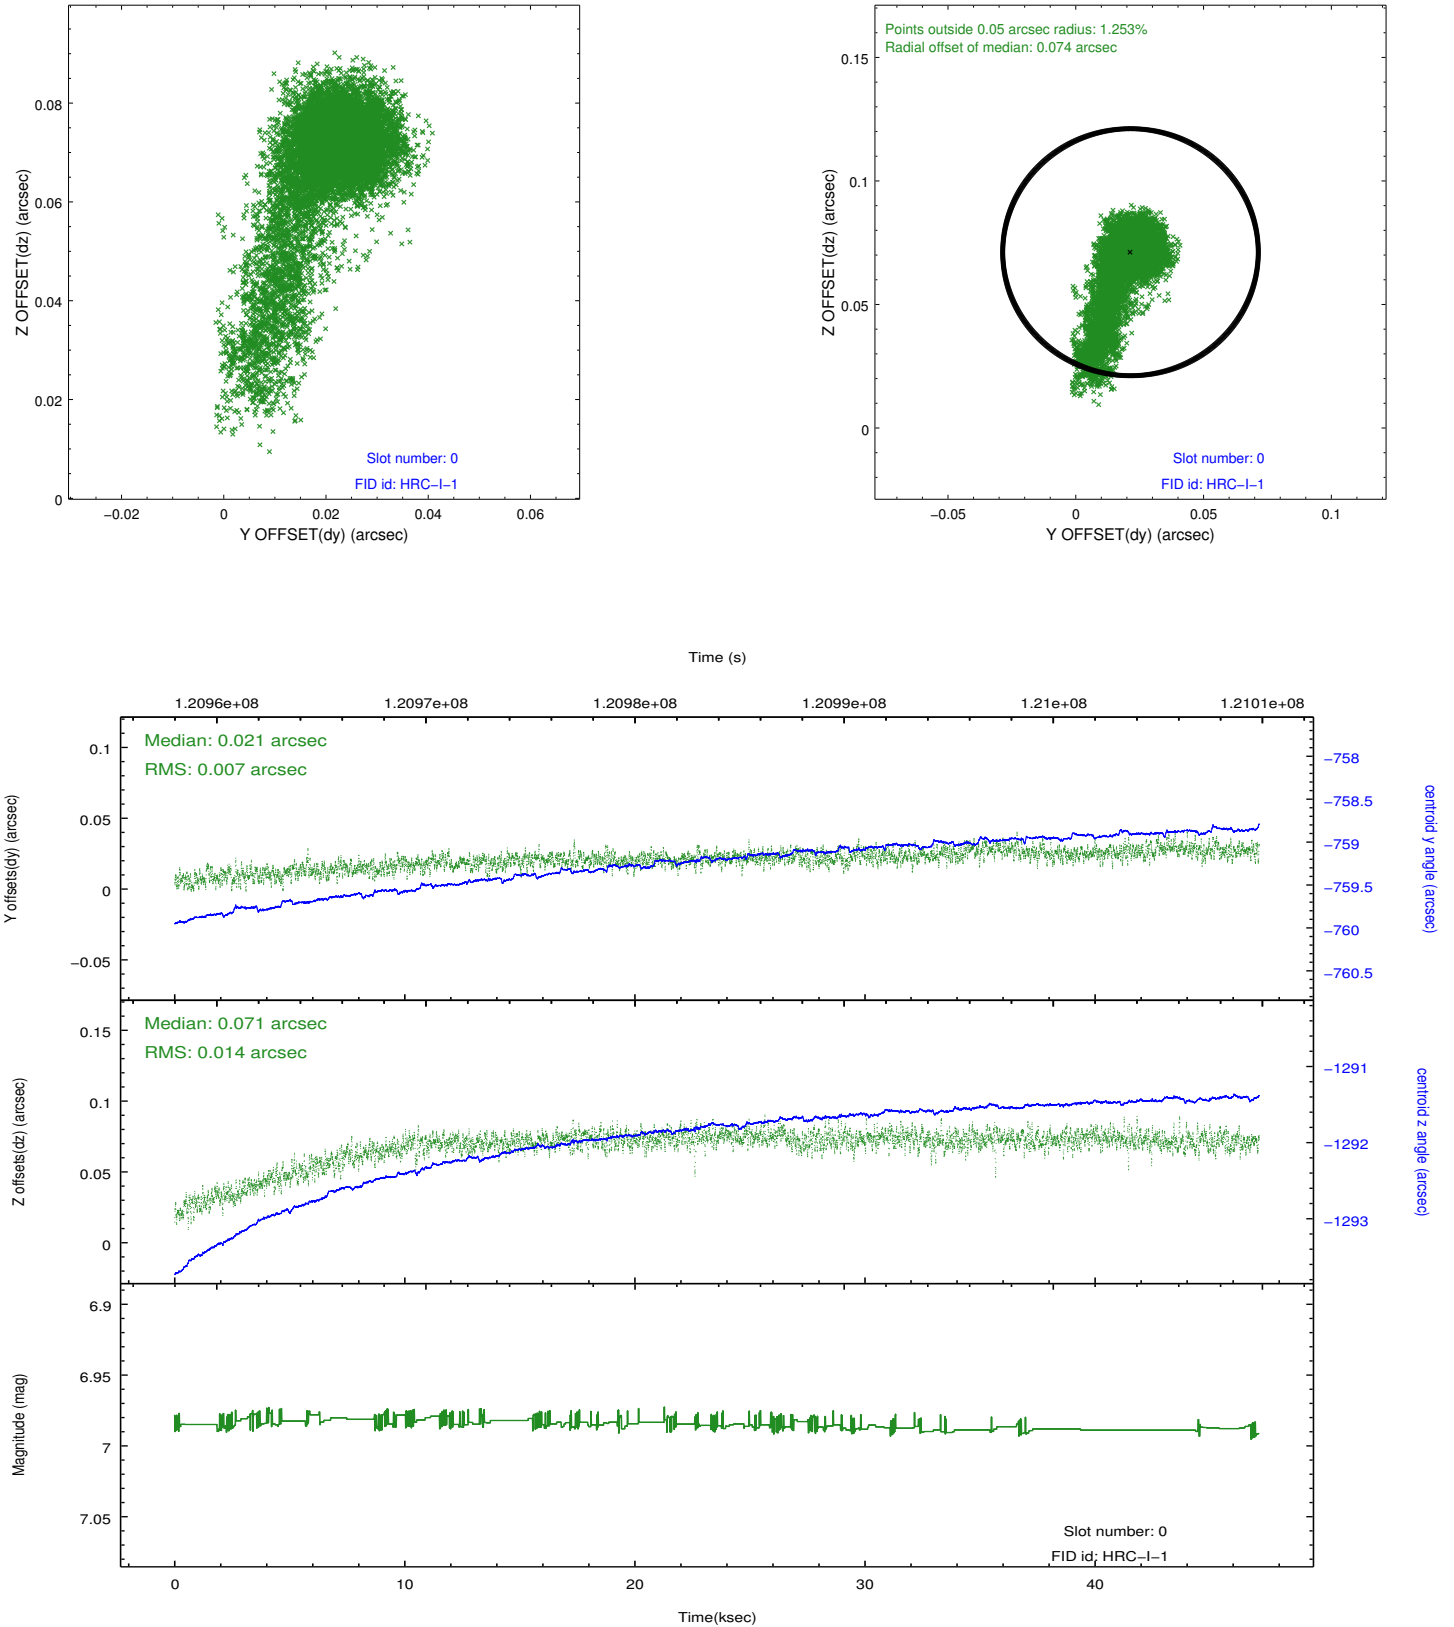 0.08
0.06
0.04
0.02
0
−0.02
0
0.02
0.04
0.06
Z OFFSET(dz) (arcsec)
Y OFFSET(dy) (arcsec)
Slot number: 0
FID id: HRC−I−1
Points outside 0.05 arcsec radius: 1.253%
Radial offset of median: 0.074 arcsec
0.15
0.1
0.05
0
−0.05
0
0.05
0.1
Z OFFSET(dz) (arcsec)
Y OFFSET(dy) (arcsec)
Slot number: 0
FID id: HRC−I−1
Time (s)
1.2096e+08
1.2097e+08
1.2098e+08
1.2099e+08
1.21e+08
1.2101e+08
Median: 0.021 arcsec
RMS: 0.007 arcsec
0.1
0.05
0
−0.05
Y offsets(dy) (arcsec)
−758
−758.5
−759
−759.5
−760
−760.5
centroid y angle (arcsec)
Median: 0.071 arcsec
RMS: 0.014 arcsec
0.15
0.1
0.05
0
Z offsets(dz) (arcsec)
−1291
−1292
−1293
centroid z angle (arcsec)
6.9
6.95
7
7.05
Magnitude (mag)
Slot number: 0
FID id: HRC−I−1
0
10
20
30
40
Time(ksec)